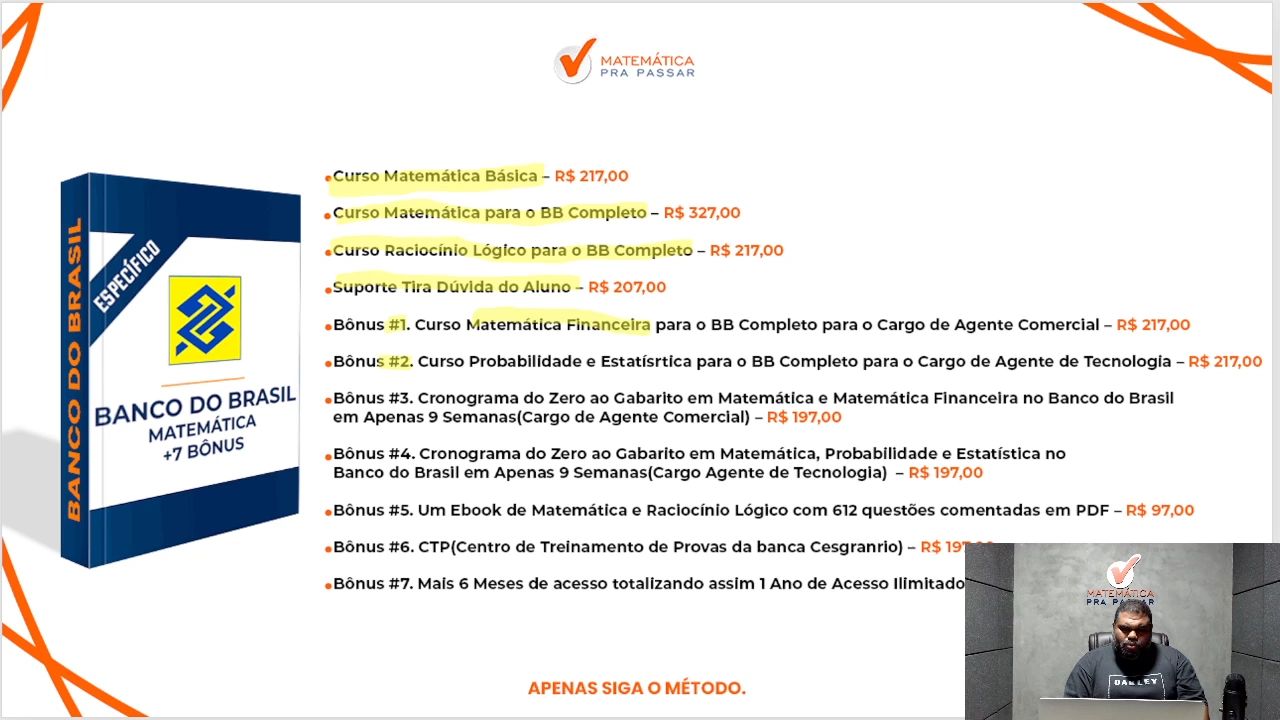 MATEMÁTICA
PRA PASSAR
BANCO DO BRASIL
ESPECÍFICO
BANCO DO BRASIL
MATEMÁTICA
+7 BÔNUS
Curso Matemática Básica – R$ 217,00
Curso Matemática para o BB Completo – R$ 327,00
Curso Raciocínio Lógico para o BB Completo – R$ 217,00
Suporte Tira Dúvida do Aluno – R$ 207,00
Bônus #1. Curso Matemática Financeira para o BB Completo para o Cargo de Agente Comercial – R$ 217,00
Bônus #2. Curso Probabilidade e Estatísrtica para o BB Completo para o Cargo de Agente de Tecnologia – R$ 217,00
Bônus #3. Cronograma do Zero ao Gabarito em Matemática e Matemática Financeira no Banco do Brasil
em Apenas 9 Semanas(Cargo de Agente Comercial) – R$ 197,00
Bônus #4. Cronograma do Zero ao Gabarito em Matemática, Probabilidade e Estatística no
Banco do Brasil em Apenas 9 Semanas(Cargo Agente de Tecnologia) – R$ 197,00
Bônus #5. Um Ebook de Matemática e Raciocínio Lógico com 612 questões comentadas em PDF – R$ 97,00
Bônus #6. CTP(Centro de Treinamento de Provas da banca Cesgranrio) – R$ 197
Bônus #7. Mais 6 Meses de acesso totalizando assim 1 Ano de Acesso Ilimitado
MATEMÁTICA
PRA PASSAR
OAKLEY
APENAS SIGA O MÉTODO.